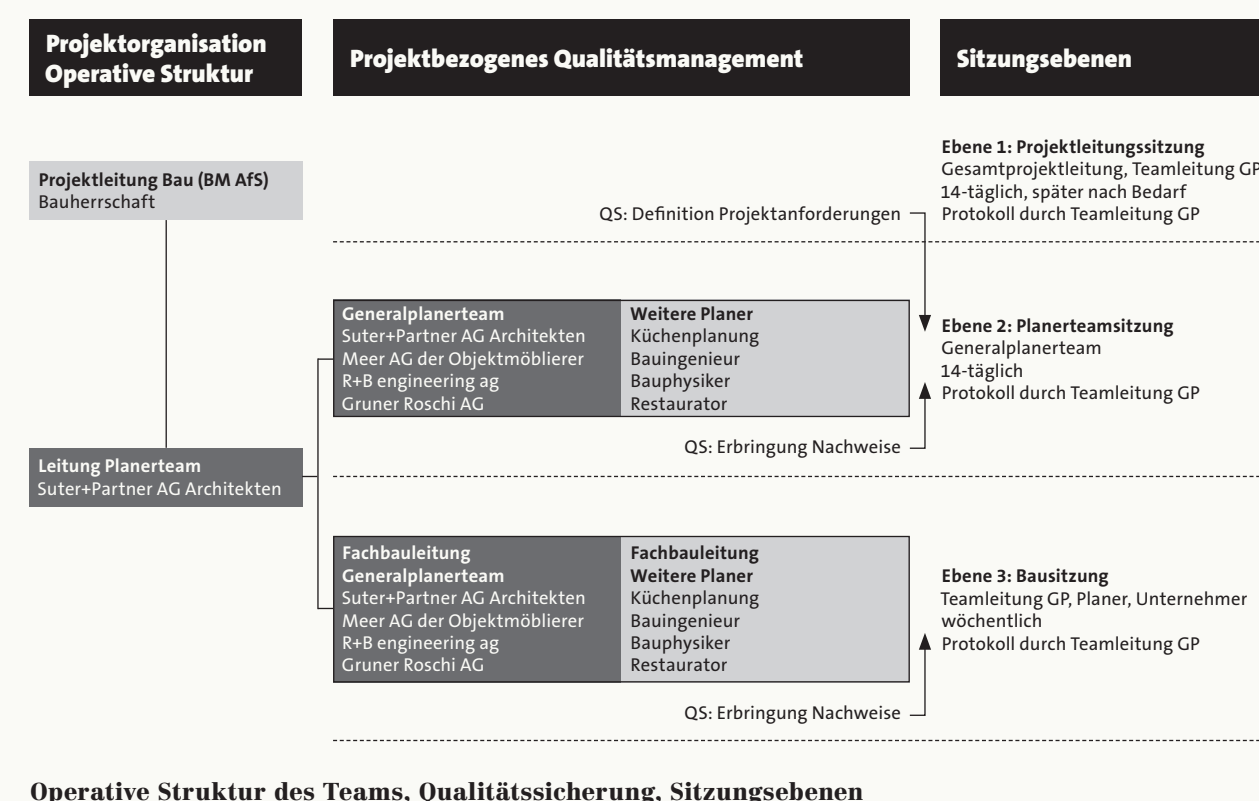 Projektorganisation
Operative Struktur
Projektbezogenes Qualitätsmanagement
Sitzungsebenen
Projektleitung Bau (BM AfS)
Bauherrschaft
QS: Definition Projektanforderungen
Ebene 1: Projektleitungssitzung
Gesamtprojektleitung, Teamleitung GP
14-täglich, später nach Bedarf
Protokoll durch Teamleitung GP
Generalplanerteam
Suter+Partner AG Architekten
Meer AG der Objektmöblierer
R+B engineering ag
Gruner Roschi AG
Weitere Planer
Küchenplanung
Bauingenieur
Bauphysiker
Restaurator
Ebene 2: Planerteamsitzung
Generalplanerteam
14-täglich
Protokoll durch Teamleitung GP
QS: Erbringung Nachweise
Leitung Planerteam
Suter+Partner AG Architekten
Fachbauleitung
Generalplanerteam
Suter+Partner AG Architekten
Meer AG der Objektmöblierer
R+B engineering ag
Gruner Roschi AG
Fachbauleitung
Weitere Planer
Küchenplanung
Bauingenieur
Bauphysiker
Restaurator
Ebene 3: Bausitzung
Teamleitung GP, Planer, Unternehmer
wöchentlich
Protokoll durch Teamleitung GP
QS: Erbringung Nachweise
Operative Struktur des Teams, Qualitätssicherung, Sitzungsebenen